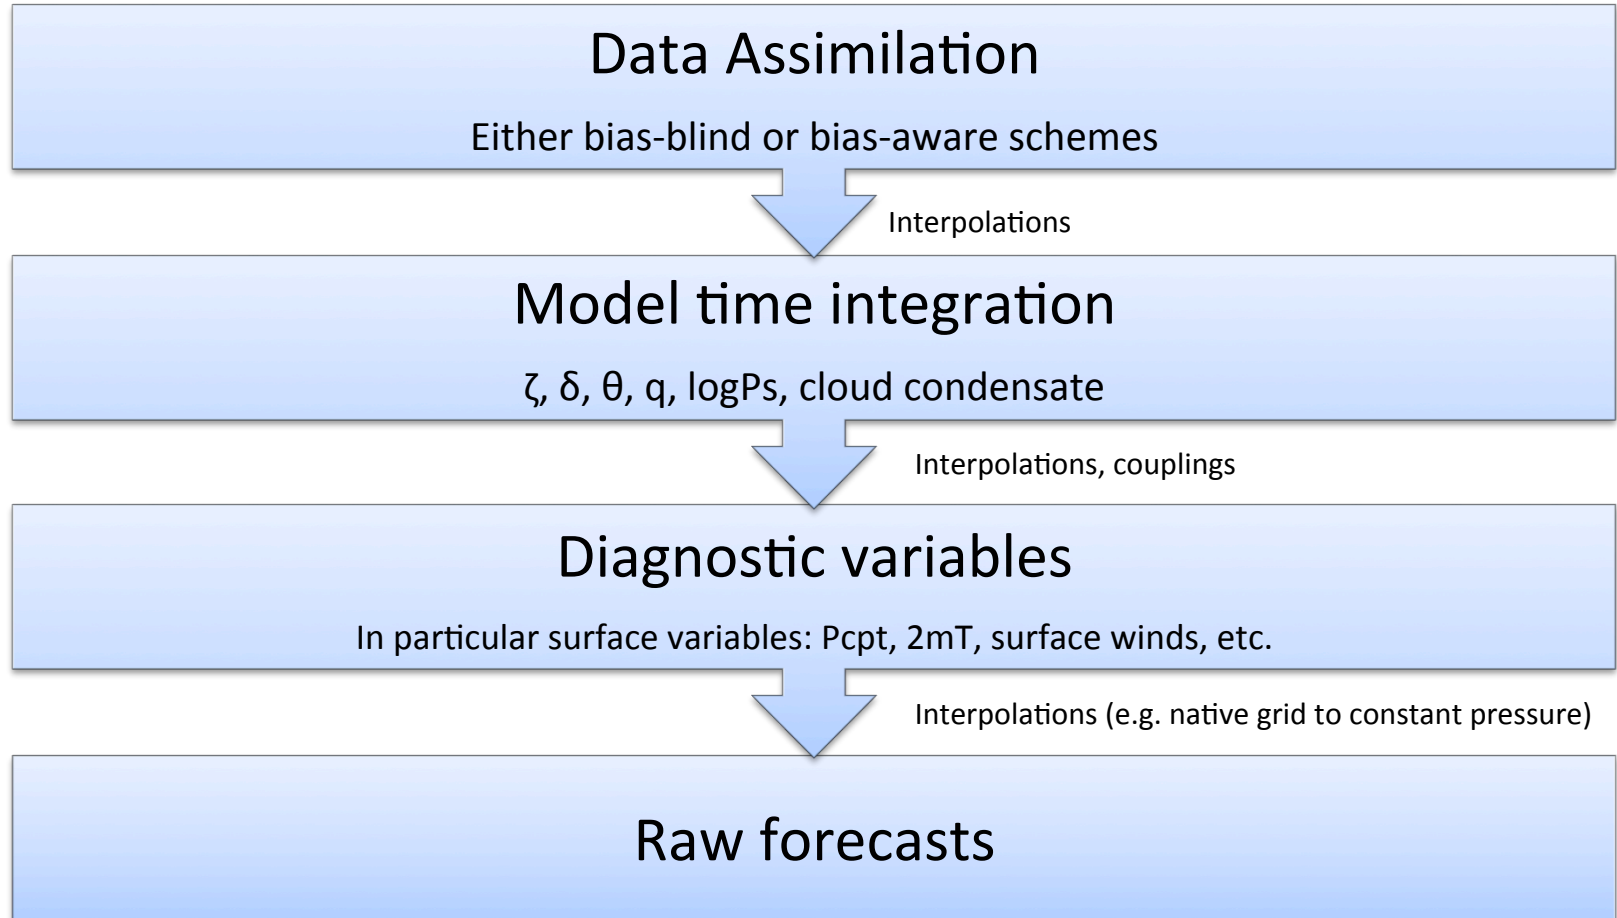 Data Assimilation
Either bias-blind or bias-aware schemes
Interpolations
Model time integration
ζ, δ, θ, q, logPs, cloud condensate
Interpolations, couplings
Diagnostic variables
In particular surface variables: Pcpt, 2mT, surface winds, etc.
Interpolations (e.g. native grid to constant pressure)
Raw forecasts